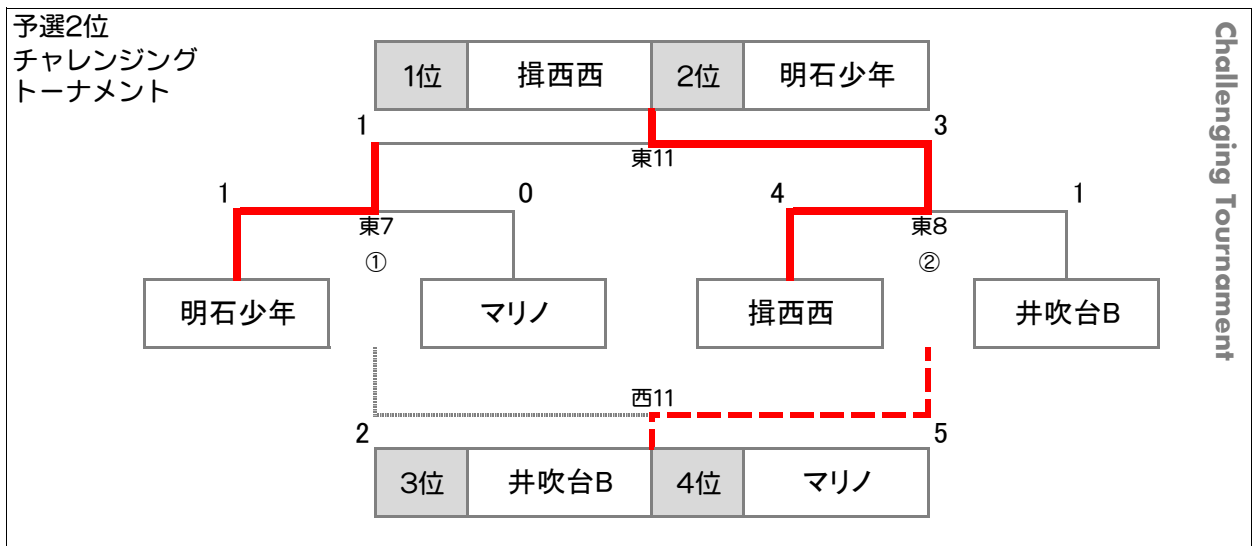 予選2位
チャレンジング
トーナメント
Challenging Tournament
1位 揖西西 2位 明石少年
1 3
東11
1 0 4 1
東7 東8
① ②
明石少年 マリノ 揖西西 井吹台B
西11
2 5
3位 井吹台B 4位 マリノ